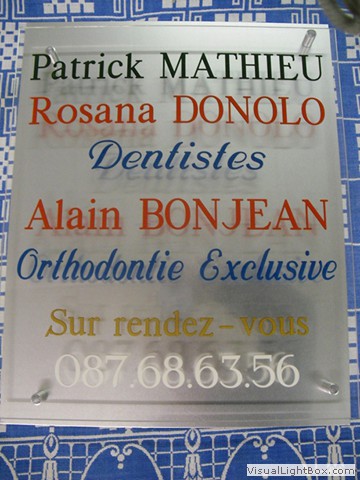 Patrick MATHIEU
Rosana DONOLO
Dentistes
Alain BONJEAN
Orthodontie Exclusive
Sur rendez-vous
087.68.63.56
VisualLightBox.com